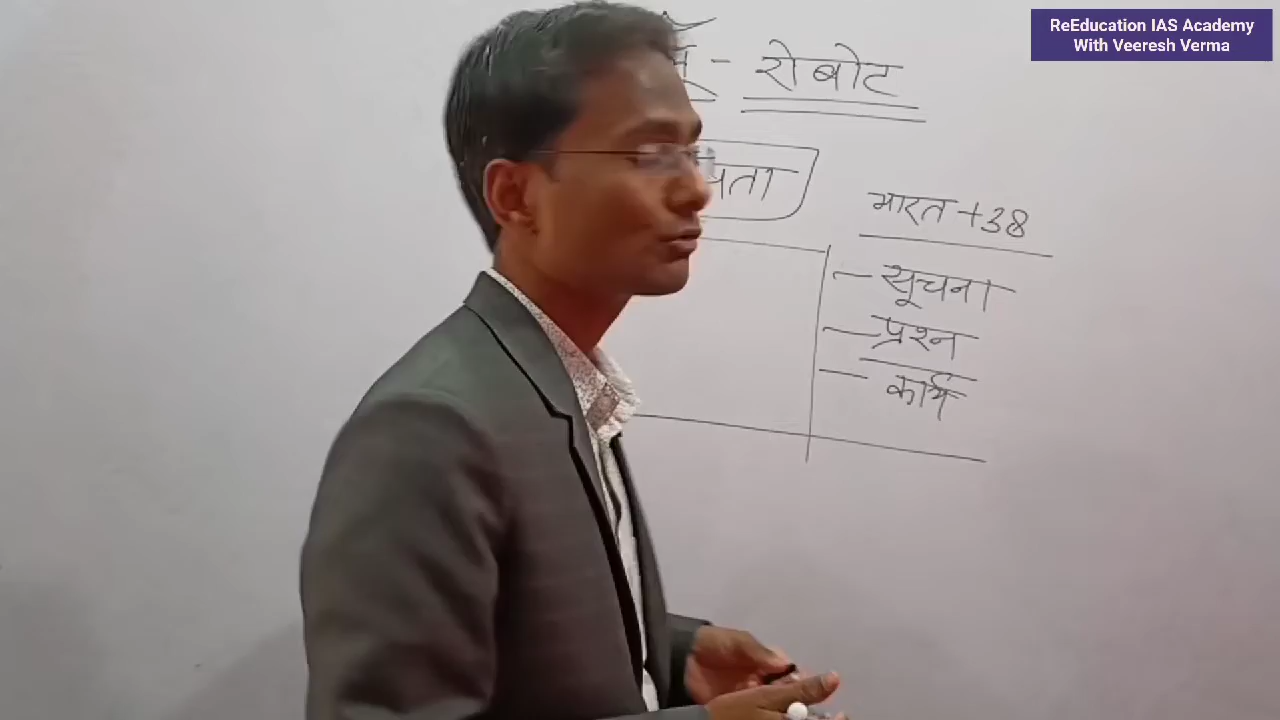 ReEducation IAS Academy
With Veeresh Verma
- रोबोट
भारत + 38
- सूचना
- प्रश्न
- कार्य